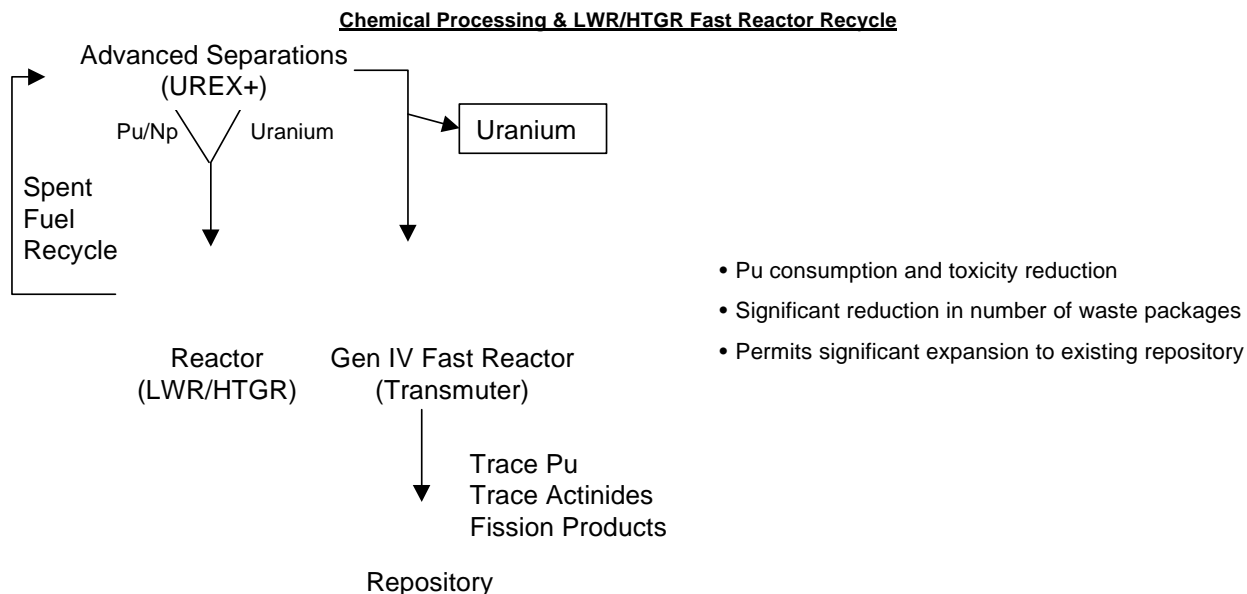 Chemical Processing & LWR/HTGR Fast Reactor Recycle
Advanced Separations
(UREX+)
Pu/Np
Uranium
Uranium
Spent
Fuel
Recycle
• Pu consumption and toxicity reduction
• Significant reduction in number of waste packages
• Permits significant expansion to existing repository
Reactor
(LWR/HTGR)
Gen IV Fast Reactor
(Transmuter)
Trace Pu
Trace Actinides
Fission Products
Repository